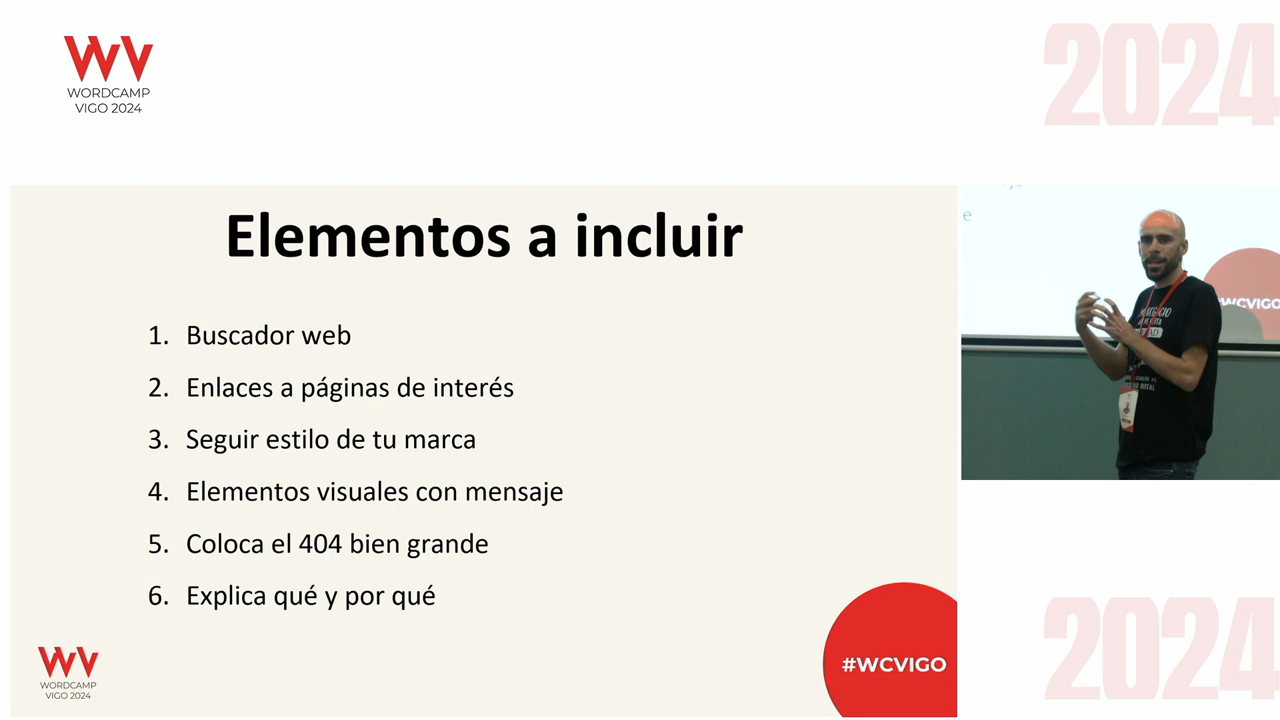 WORDCAMP
VIGO 2024
2024
Elementos a incluir
1. Buscador web
2. Enlaces a páginas de interés
3. Seguir estilo de tu marca
4. Elementos visuales con mensaje
5. Coloca el 404 bien grande
6. Explica qué y por qué
WORDCAMP
VIGO 2024
#WCVIGO
e
#WCVIGO
2024